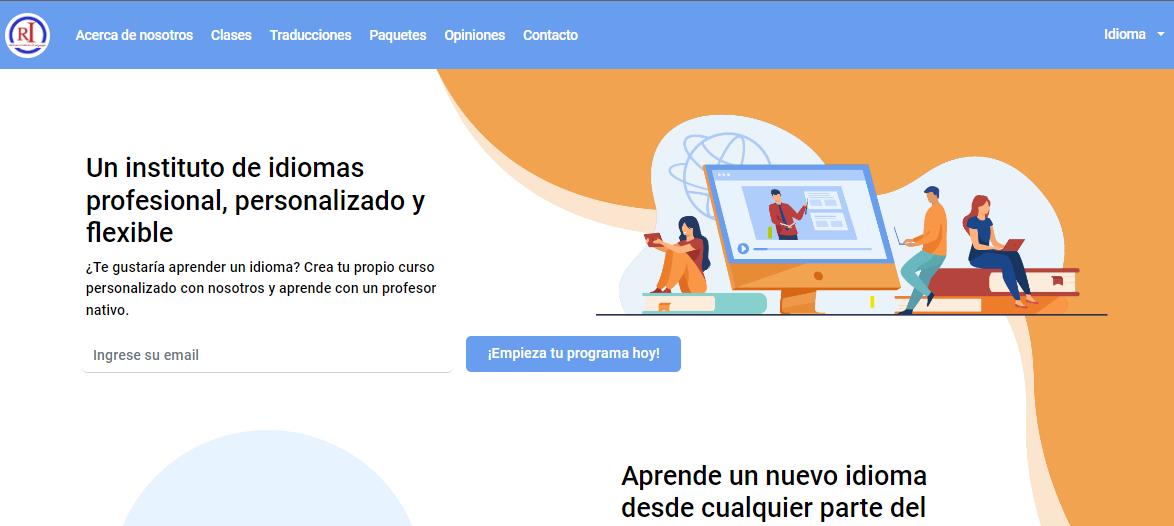 RI
Acerca de nosotros Clases Traducciones Paquetes Opiniones Contacto Idioma
Un instituto de idiomas
profesional, personalizado y
flexible
¿Te gustaría aprender un idioma? Crea tu propio curso
personalizado con nosotros y aprende con un profesor
nativo.
Ingrese su email
¡Empieza tu programa hoy!
Aprende un nuevo idioma
desde cualquier parte del